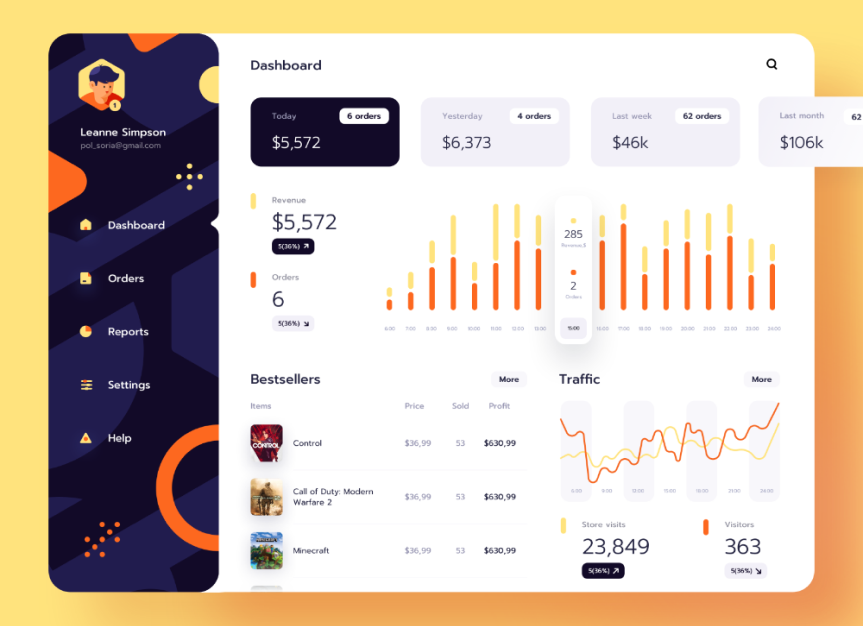 Dashboard
1
Leanne Simpson
pol_soria@gmail.com
Dashboard
Orders
Reports
Settings
Help
Today
6 orders
$5,572
Yesterday
4 orders
$6,373
Last week
62 orders
$46k
Last month
62
$106k
Revenue
$5,572
5(36%)
Orders
6
5(36%)
285
Revenue,$
2
Orders
6:00 7:00 8:00 9:00 10:00 11:00 12:00 13:00 15:00 16:00 17:00 18:00 19:00 20:00 21:00 22:00 23:00 24:00
Bestsellers
More
Items Price Sold Profit
CONTROL
Control $36,99 53 $630,99
Call of Duty: Modern
Warfare 2
$36,99 53 $630,99
Minecraft $36,99 53 $630,99
Traffic
More
6:00 9:00 12:00 15:00 18:00 21:00 24:00
Store visits
23,849
5(36%)
Visitors
363
5(36%)